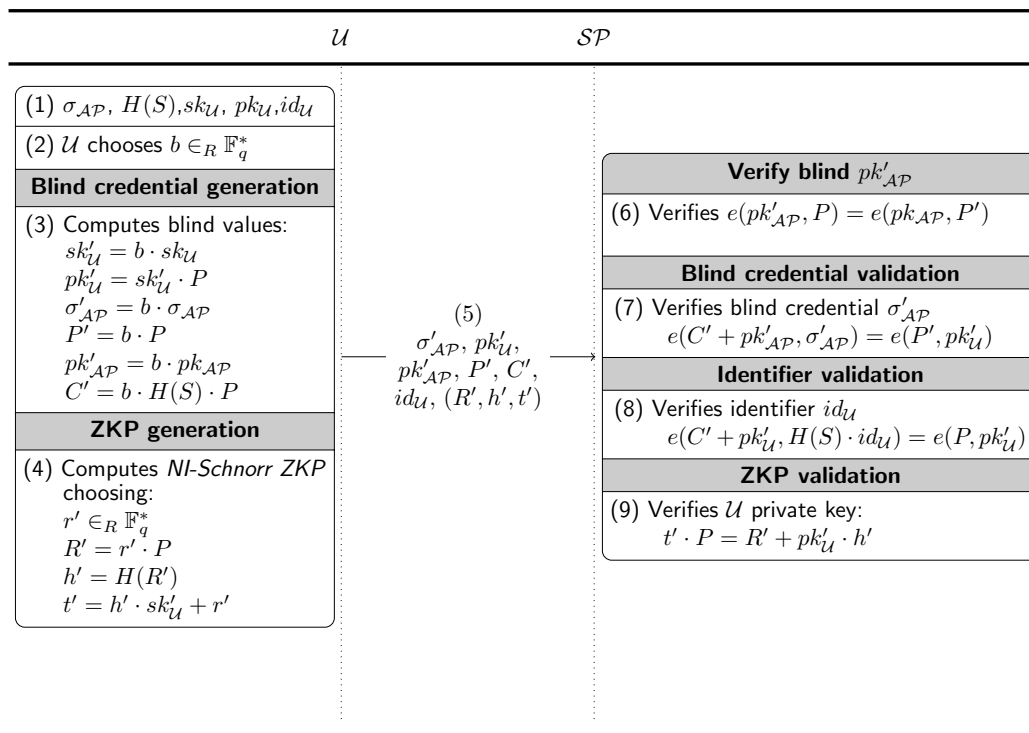 𝒰 𝒮𝒫
(1) σ_𝒜𝒫, H(S),sk_𝒰, pk_𝒰,id_𝒰
(2) 𝒰 chooses b ∈_R 𝔽*_q
Blind credential generation
(3) Computes blind values:
sk′_𝒰 = b · sk_𝒰
pk′_𝒰 = sk′_𝒰 · P
σ′_𝒜𝒫 = b · σ_𝒜𝒫
P′ = b · P
pk′_𝒜𝒫 = b · pk_𝒜𝒫
C′ = b · H(S) · P
ZKP generation
(4) Computes NI-Schnorr ZKP
choosing:
r′ ∈_R 𝔽*_q
R′ = r′ · P
h′ = H(R′)
t′ = h′ · sk′_𝒰 + r′
(5)
σ′_𝒜𝒫, pk′_𝒰,
pk′_𝒜𝒫, P′, C′,
id_𝒰, (R′, h′, t′)
Verify blind pk′_𝒜𝒫
(6) Verifies e(pk′_𝒜𝒫, P) = e(pk_𝒜𝒫, P′)
Blind credential validation
(7) Verifies blind credential σ′_𝒜𝒫
e(C′ + pk′_𝒜𝒫, σ′_𝒜𝒫) = e(P′, pk′_𝒰)
Identifier validation
(8) Verifies identifier id_𝒰
e(C′ + pk′_𝒰, H(S) · id_𝒰) = e(P, pk′_𝒰)
ZKP validation
(9) Verifies 𝒰 private key:
t′ · P = R′ + pk′_𝒰 · h′